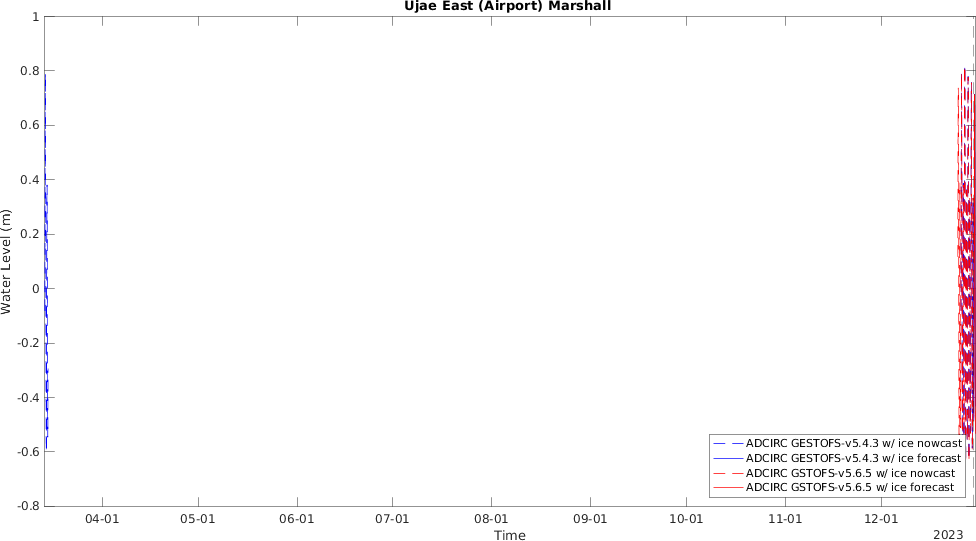 Ujae East (Airport) Marshall
1
0.8
0.6
0.4
0.2
0
-0.2
-0.4
-0.6
-0.8
Water Level (m)
ADCIRC GESTOFS-v5.4.3 w/ ice nowcast
ADCIRC GESTOFS-v5.4.3 w/ ice forecast
ADCIRC GSTOFS-v5.6.5 w/ ice nowcast
ADCIRC GSTOFS-v5.6.5 w/ ice forecast
04-01 05-01 06-01 07-01 08-01 09-01 10-01 11-01 12-01
Time
2023